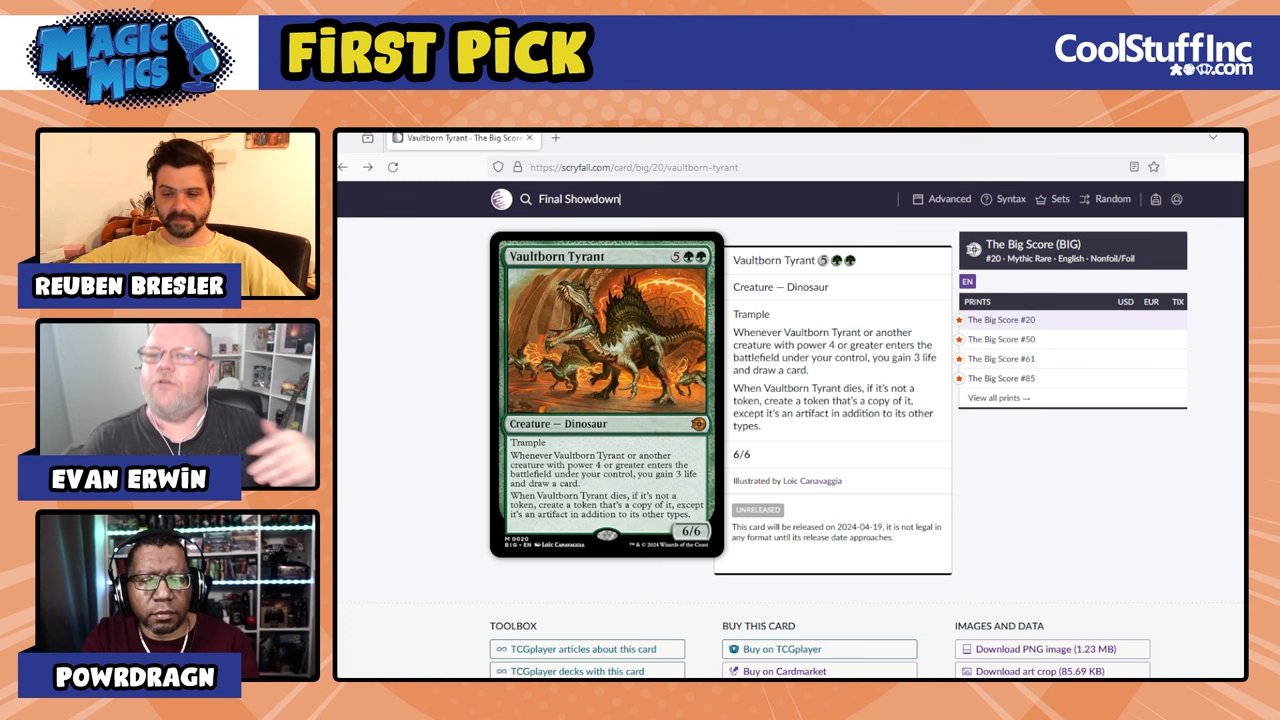 MAGIC MICS
FiRST PiCK
CoolStuffInc
.com
REUBEN BRESLER
EVAN ERWiN
POWRDRAGN
Vaultborn Tyrant · The Big Score
https://scryfall.com/card/big/20/vaultborn-tyrant
Final Showdown
Advanced
Syntax
Sets
Random
Vaultborn Tyrant 5
Creature — Dinosaur
Trample
Whenever Vaultborn Tyrant or another
creature with power 4 or greater enters the
battlefield under your control, you gain 3 life
and draw a card.
When Vaultborn Tyrant dies, if it's not a
token, create a token that's a copy of it, except
it's an artifact in addition to its other types.
6/6
M 0020
BIG • EN LOÏC CANAVAGGIA
™ & © 2024 Wizards of the Coast
Vaultborn Tyrant 5
Creature — Dinosaur
Trample
Whenever Vaultborn Tyrant or another
creature with power 4 or greater enters the
battlefield under your control, you gain 3 life
and draw a card.
When Vaultborn Tyrant dies, if it's not a
token, create a token that's a copy of it,
except it's an artifact in addition to its other
types.
6/6
Illustrated by Loïc Canavaggia
UNRELEASED
This card will be released on 2024-04-19, it is not legal in
any format until its release date approaches.
The Big Score (BIG)
#20 · Mythic Rare · English · Nonfoil/Foil
EN
PRINTS USD EUR TIX
The Big Score #20
The Big Score #50
The Big Score #61
The Big Score #85
View all prints →
TOOLBOX
TCGplayer articles about this card
TCGplayer decks with this card
BUY THIS CARD
Buy on TCGplayer
Buy on Cardmarket
IMAGES AND DATA
Download PNG image (1.23 MB)
Download art crop (85.69 KB)